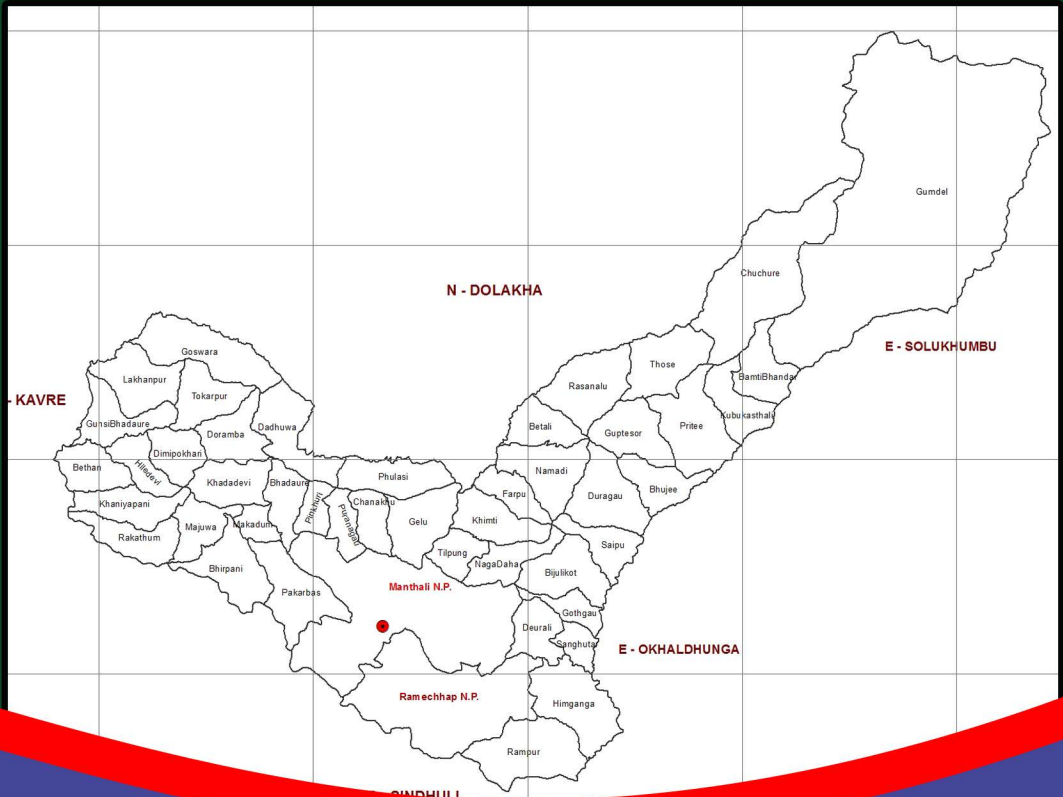 Gumdel
Chuchure
N - DOLAKHA
E - SOLUKHUMBU
Goswara
Those
Lakhanpur
BamtiBhandar
Rasanalu
Tokarpur
- KAVRE
Kubukasthali
GunsiBhadaure
Dadhuwa
Betali
Pritee
Doramba
Guptesor
Dimipokhari
Bethan
Hiledevi
Namadi
Phulasi
Khadadevi
Bhadaure
Bhujee
Farpu
Duragau
Khaniyapani
Pinkhuri
Chanakhu
Puranagau
Gelu
Khimti
Majuwa
Makadum
Rakathum
Saipu
Tilpung
NagaDaha
Bhirpani
Bijulikot
Manthali N.P.
Pakarbas
Gothgau
Deurali
Sanghutar
E - OKHALDHUNGA
Ramechhap N.P.
Himganga
Rampur
SINDHULI